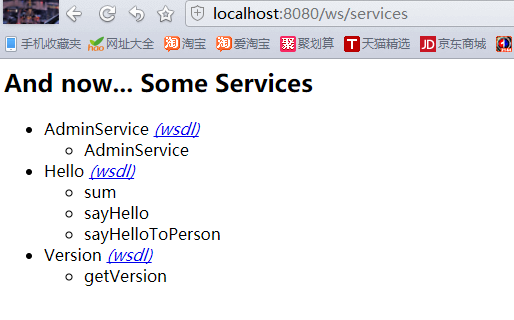 localhost:8080/ws/services
手机收藏夹 网址大全 淘宝 爱淘宝 聚划算 天猫精选 京东商城
And now... Some Services
AdminService (wsdl)
AdminService
Hello (wsdl)
sum
sayHello
sayHelloToPerson
Version (wsdl)
getVersion